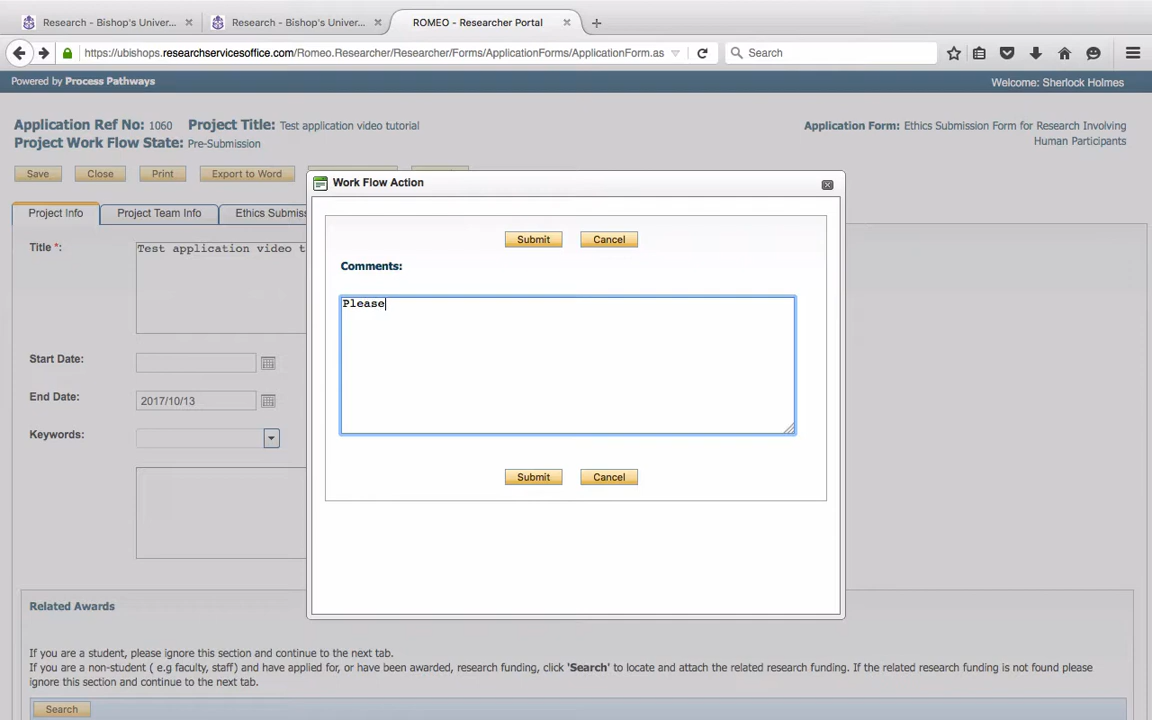 Research - Bishop's Univer...
Research - Bishop's Univer...
ROMEO - Researcher Portal
https://ubishops.researchservicesoffice.com/Romeo.Researcher/Researcher/Forms/ApplicationForms/ApplicationForm.as
Search
Powered by Process Pathways
Welcome: Sherlock Holmes
Application Ref No: 1060 Project Title: Test application video tutorial
Application Form: Ethics Submission Form for Research Involving
Human Participants
Project Work Flow State: Pre-Submission
Save
Close
Print
Export to Word
Work Flow Action
Project Info
Project Team Info
Ethics Submiss
Title *:
Test application video t
Submit
Cancel
Comments:
Please
Start Date:
End Date:
2017/10/13
Keywords:
Submit
Cancel
Related Awards
If you are a student, please ignore this section and continue to the next tab.
If you are a non-student ( e.g faculty, staff) and have applied for, or have been awarded, research funding, click 'Search' to locate and attach the related research funding. If the related research funding is not found please
ignore this section and continue to the next tab.
Search